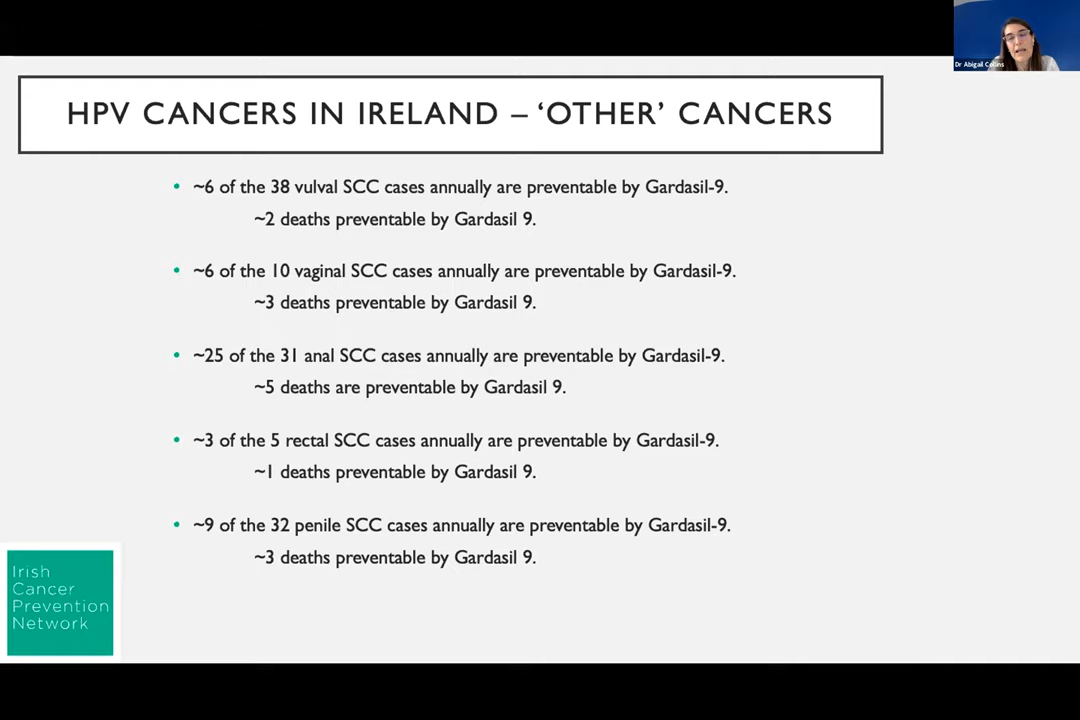 Dr Abigail Collins
HPV CANCERS IN IRELAND – ‘OTHER’ CANCERS
• ~6 of the 38 vulval SCC cases annually are preventable by Gardasil-9.
~2 deaths preventable by Gardasil 9.
• ~6 of the 10 vaginal SCC cases annually are preventable by Gardasil-9.
~3 deaths preventable by Gardasil 9.
• ~25 of the 31 anal SCC cases annually are preventable by Gardasil-9.
~5 deaths are preventable by Gardasil 9.
• ~3 of the 5 rectal SCC cases annually are preventable by Gardasil-9.
~1 deaths preventable by Gardasil 9.
• ~9 of the 32 penile SCC cases annually are preventable by Gardasil-9.
~3 deaths preventable by Gardasil 9.
Irish
Cancer
Prevention
Network